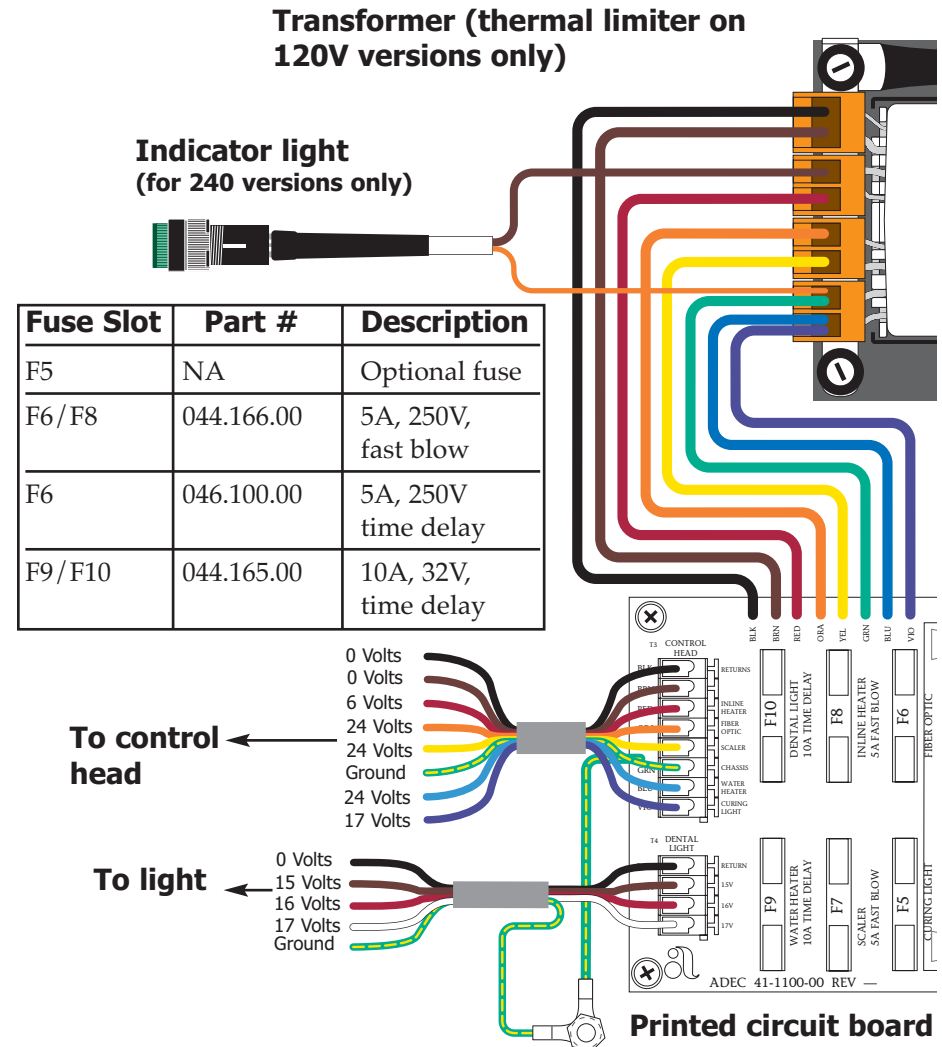 Transformer (thermal limiter on
120V versions only)
Indicator light
(for 240 versions only)
Fuse Slot Part # Description
F5 NA Optional fuse
F6/F8 044.166.00 5A, 250V,
fast blow
F6 046.100.00 5A, 250V
time delay
F9/F10 044.165.00 10A, 32V,
time delay
BLK
BRN
RED
ORA
YEL
GRN
BLU
VIO
T3 CONTROL
HEAD
RETURNS
INLINE
HEATER
FIBER
OPTIC
SCALER
CHASSIS
WATER
HEATER
CURING
LIGHT
GRN
F10
DENTAL LIGHT
10A TIME DELAY
F8
INLINE HEATER
5A FAST BLOW
F6
FIBER OPTIC
0 Volts
0 Volts
6 Volts
24 Volts
24 Volts
Ground
24 Volts
17 Volts
To control
head
T4 DENTAL
LIGHT
RETURN
15V
16V
17V
F9
WATER HEATER
10A TIME DELAY
F7
SCALER
5A FAST BLOW
F5
CURING LIGHT
0 Volts
15 Volts
16 Volts
17 Volts
Ground
To light
ADEC 41-1100-00 REV —
Printed circuit board